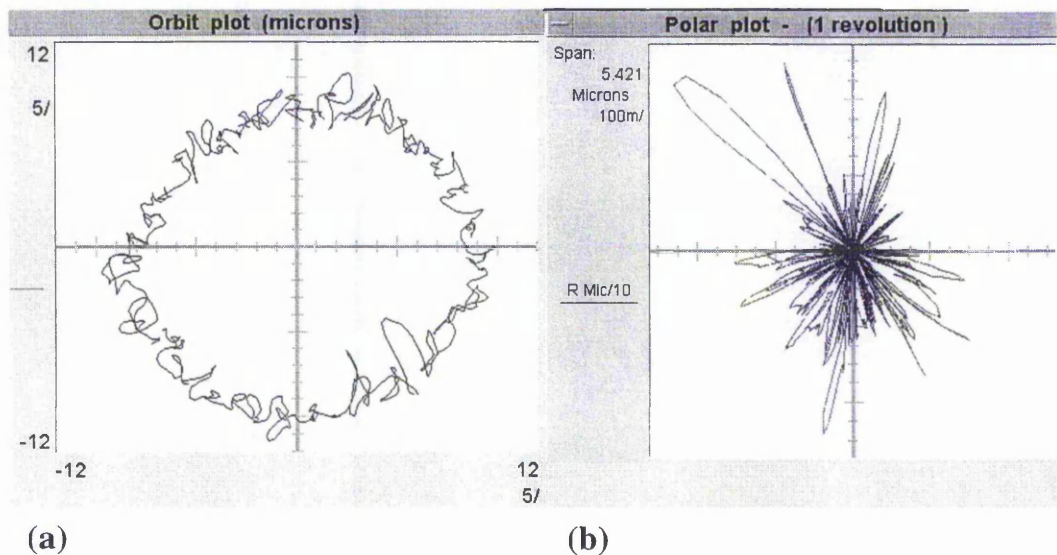 Orbit plot (microns)
12
5/
-12
-12
12
5/
(a)
Polar plot - (1 revolution)
Span:
5.421
Microns
100m/
R Mic/10
(b)